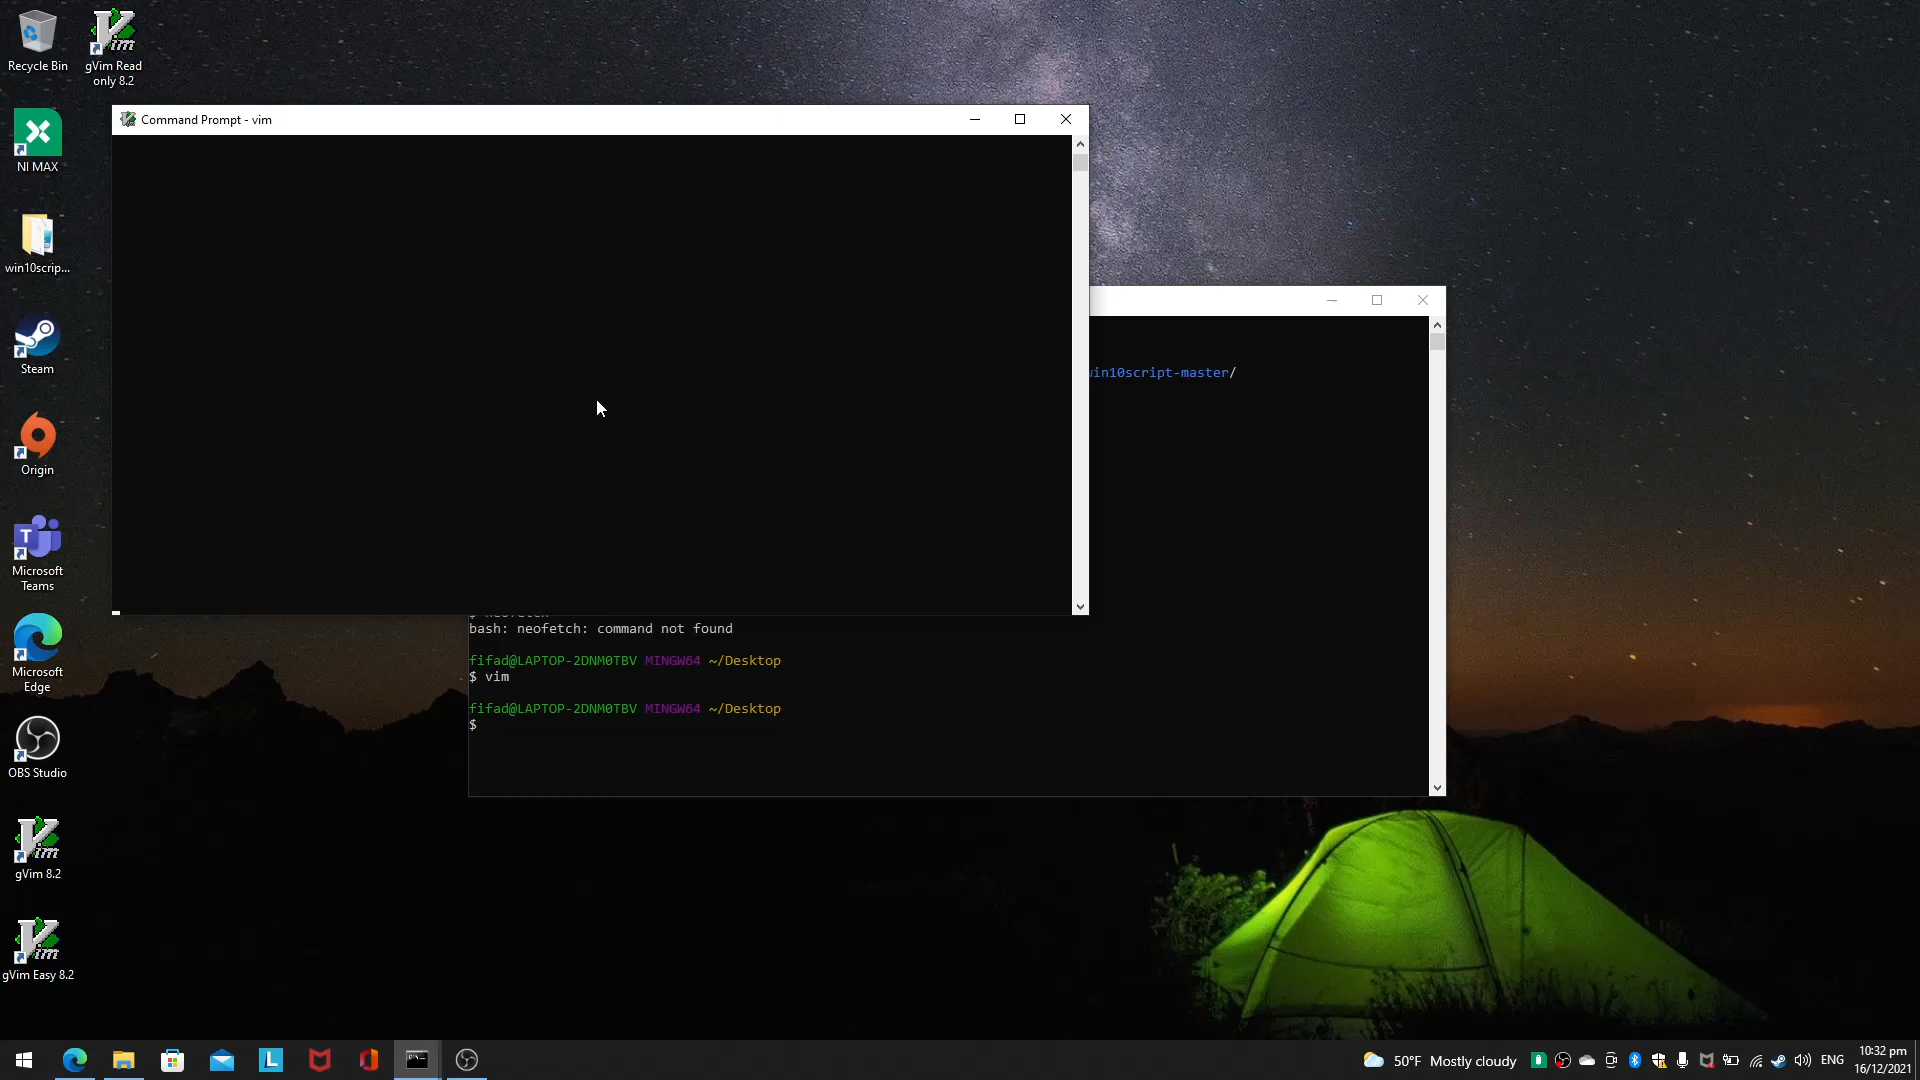 Recycle Bin
gVim Read
only 8.2
NI MAX
win10scrip...
Steam
Origin
Microsoft
Teams
Microsoft
Edge
OBS Studio
gVim 8.2
gVim Easy 8.2
Command Prompt - vim
win10script-master/
$ neofetch
bash: neofetch: command not found
fifad@LAPTOP-2DNM0TBV MINGW64 ~/Desktop
$ vim
fifad@LAPTOP-2DNM0TBV MINGW64 ~/Desktop
$
50°F Mostly cloudy
ENG
10:32 pm
16/12/2021